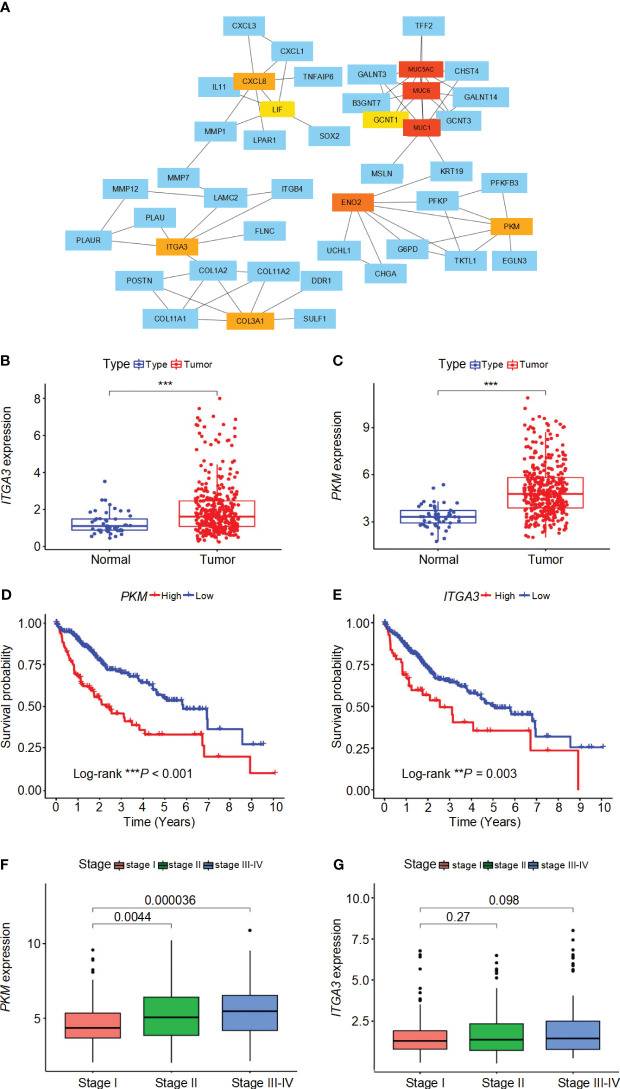 A
CXCL3
TFF2
CXCL1
IL11
CXCL8
TNFAIP6
GALNT3
MUC5AC
CHST4
MUC6
GALNT14
B3GNT7
LIF
GCNT1
GCNT3
MUC1
MMP1
LPAR1
SOX2
MSLN
KRT19
MMP7
MMP12
LAMC2
ITGB4
PFKFB3
ENO2
PFKP
PLAU
FLNC
PKM
PLAUR
ITGA3
UCHL1
G6PD
CHGA
TKTL1
EGLN3
POSTN
COL1A2
COL11A2
DDR1
COL11A1
COL3A1
SULF1
B
Type Type Tumor
***
ITGA3 expression
8
6
4
2
0
Normal Tumor
C
Type Type Tumor
***
PKM expression
9
6
3
Normal Tumor
D
PKM High Low
Survival probability
1.00
0.75
0.50
0.25
0.00
Log-rank ***P < 0.001
0 1 2 3 4 5 6 7 8 9 10
Time (Years)
E
ITGA3 High Low
Survival probability
1.00
0.75
0.50
0.25
0.00
Log-rank **P = 0.003
0 1 2 3 4 5 6 7 8 9 10
Time (Years)
F
Stage stage I stage II stage III-IV
0.000036
0.0044
PKM expression
10
5
Stage I Stage II Stage III-IV
G
Stage stage I stage II stage III-IV
0.098
0.27
ITGA3 expression
10.0
7.5
5.0
2.5
Stage I Stage II Stage III-IV